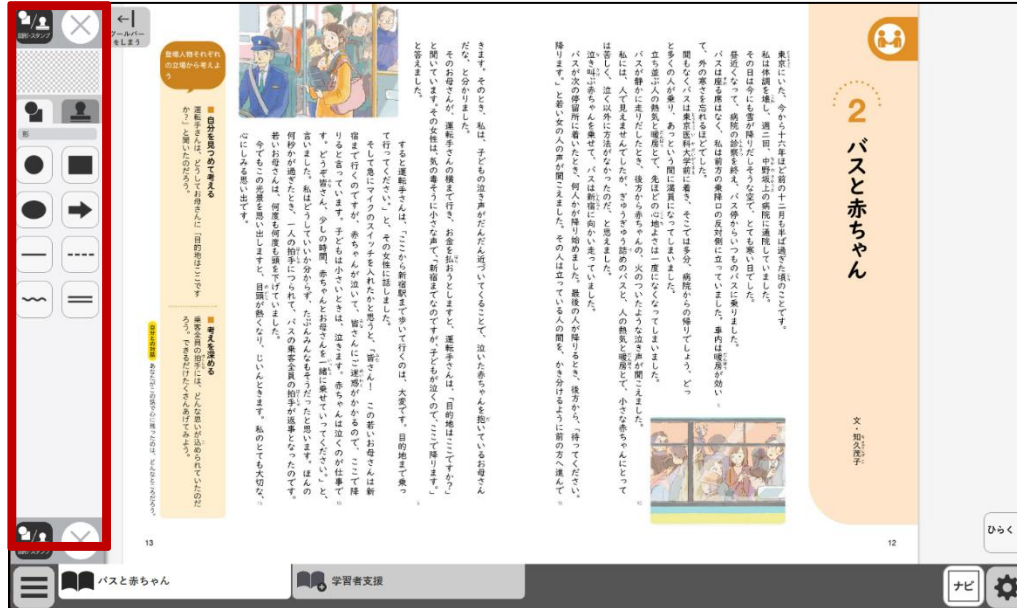 図形・スタンプ
ツールバー
をしまう
形
2 バスと赤ちゃん
文・知久茂子
東京にいた、今から十六年ほど前の十二月も半ば過ぎた頃のことです。
私は体調を壊し、週二回、中野坂上の病院に通院していました。
その日は今にも雪が降りだしそうな空で、とても寒い日でした。
昼近くなって、病院の診察を終え、バス停からいつものバスに乗りました。
バスは座る席はなく、私は前方の乗降口の反対側に立っていました。車内は暖房が効い
て、外の寒さを忘れるほどでした。
間もなくバスは東京医科大学前に着き、そこでは多分、病院からの帰りでしょう、どっ
と多くの人が乗り、あっという間に満員になってしまいました。
立ち並ぶ人の熱気と暖房とで、先ほどの心地よさは一度になくなってしまいました。
バスが静かに走りだしたとき、後方から赤ちゃんの、火のついたような泣き声が聞こえました。
私には、人で見えませんでしたが、ぎゅうぎゅう詰めのバスと、人の熱気と暖房とで、小さな赤ちゃんにとって
は苦しく、泣く以外に方法がなかったのだ、と思えました。
泣き叫ぶ赤ちゃんを乗せて、バスは新宿に向かい走っていました。
バスが次の停留所に着いたとき、何人かが降り始めました。最後の人が降りるとき、後方から、「待ってください。
降ります。」と若い女の人の声が聞こえました。その人は立っている人の間を、かき分けるように前の方へ進んで
きます。そのとき、私は、子どもの泣き声がだんだん近づいてくることで、泣いた赤ちゃんを抱いているお母さん
だな、と分かりました。
そのお母さんが、運転手さんの横まで行き、お金を払おうとしますと、運転手さんは、「目的地はここですか？」
と聞いています。その女性は、気の毒そうに小さな声で、「新宿までなのですが、子どもが泣くので、ここで降ります。」
と答えました。
すると運転手さんは、「ここから新宿駅まで歩いて行くのは、大変です。目的地まで乗っ
て行ってください。」と、その女性に話しました。
そして急にマイクのスイッチを入れたかと思うと、「皆さん！　この若いお母さんは新
宿まで行くのですが、赤ちゃんが泣いて、皆さんにご迷惑がかかるので、ここで降
りると言っています。子どもは小さいときは、泣きます。赤ちゃんは泣くのが仕事で
す。どうぞ皆さん、少しの時間、赤ちゃんとお母さんを一緒に乗せていってください。」と、
言いました。私はどうしていいか分からず、たぶんみんなもそうだったと思います。ほんの
何秒かが過ぎたとき、一人の拍手につられて、バスの乗客全員の拍手が返事となったのです。
若いお母さんは、何度も何度も頭を下げていました。
今でもこの光景を思い出しますと、目頭が熱くなり、じいんときます。私のとても大切な、
心にしみる思い出です。
登場人物それぞれ
の立場から考えよ
う
■ 自分を見つめて考える
運転手さんは、どうしてお母さんに「目的地はここです
か？」と聞いたのだろう。
■ 考えを深める
乗客全員の拍手には、どんな思いが込められていたのだ
ろう。できるだけたくさんあげてみよう。
自分との対話 あなたがこの話で心に残ったのは、どんなところだろう。
13
12
ひらく
図形・スタンプ
バスと赤ちゃん
学習者支援
ナビ